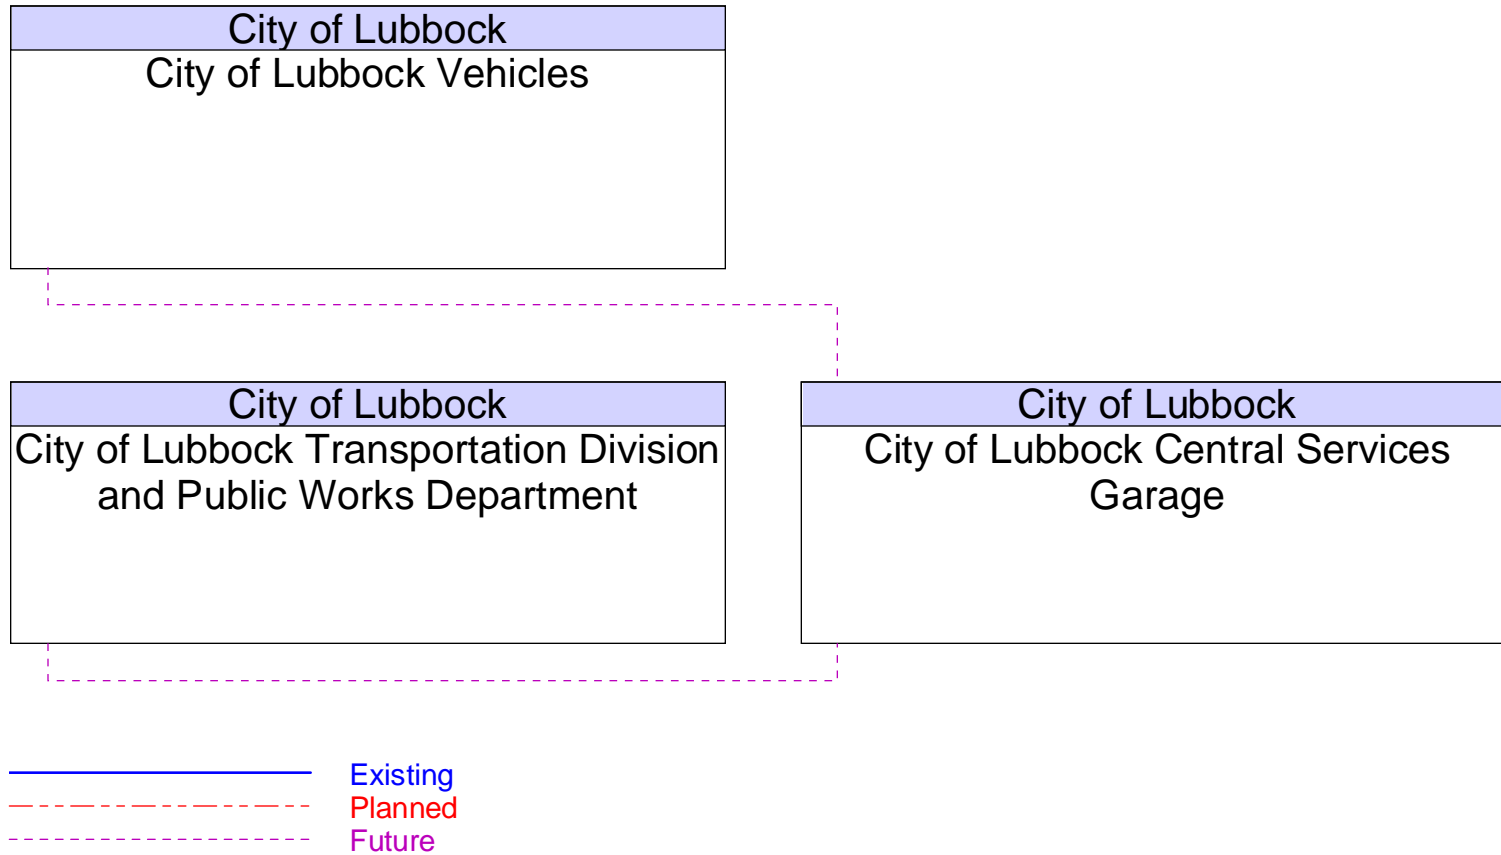 City of Lubbock
City of Lubbock Vehicles
City of Lubbock
City of Lubbock Transportation Division
and Public Works Department
City of Lubbock
City of Lubbock Central Services
Garage
Existing
Planned
Future